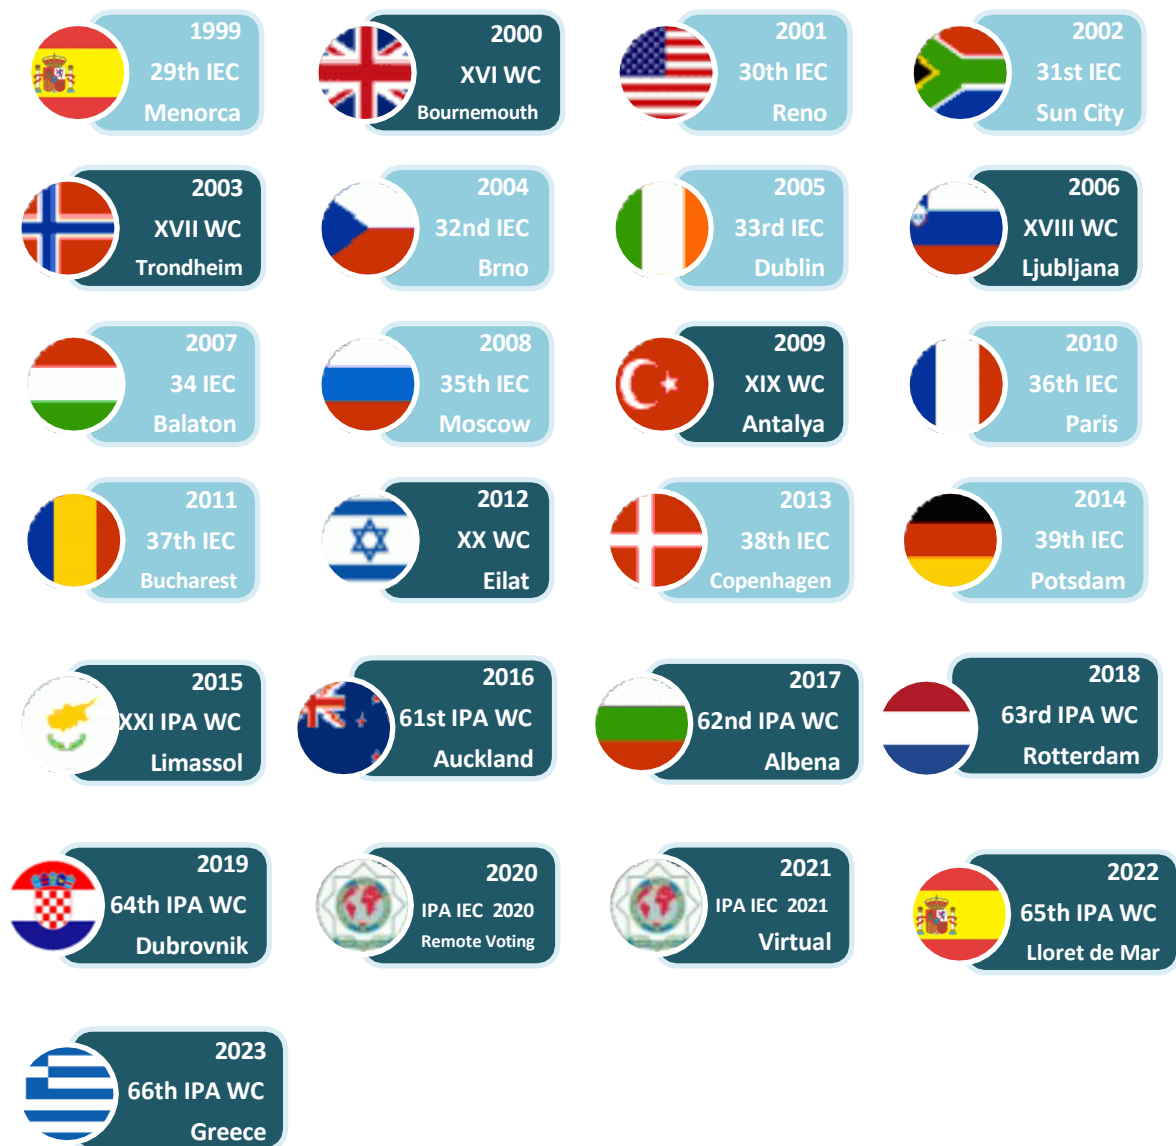 1999
29th IEC
Menorca
2000
XVI WC
Bournemouth
2001
30th IEC
Reno
2002
31st IEC
Sun City
2003
XVII WC
Trondheim
2004
32nd IEC
Brno
2005
33rd IEC
Dublin
2006
XVIII WC
Ljubljana
2007
34 IEC
Balaton
2008
35th IEC
Moscow
2009
XIX WC
Antalya
2010
36th IEC
Paris
2011
37th IEC
Bucharest
2012
XX WC
Eilat
2013
38th IEC
Copenhagen
2014
39th IEC
Potsdam
2015
XXI IPA WC
Limassol
2016
61st IPA WC
Auckland
2017
62nd IPA WC
Albena
2018
63rd IPA WC
Rotterdam
2019
64th IPA WC
Dubrovnik
2020
IPA IEC 2020
Remote Voting
2021
IPA IEC 2021
Virtual
2022
65th IPA WC
Lloret de Mar
2023
66th IPA WC
Greece